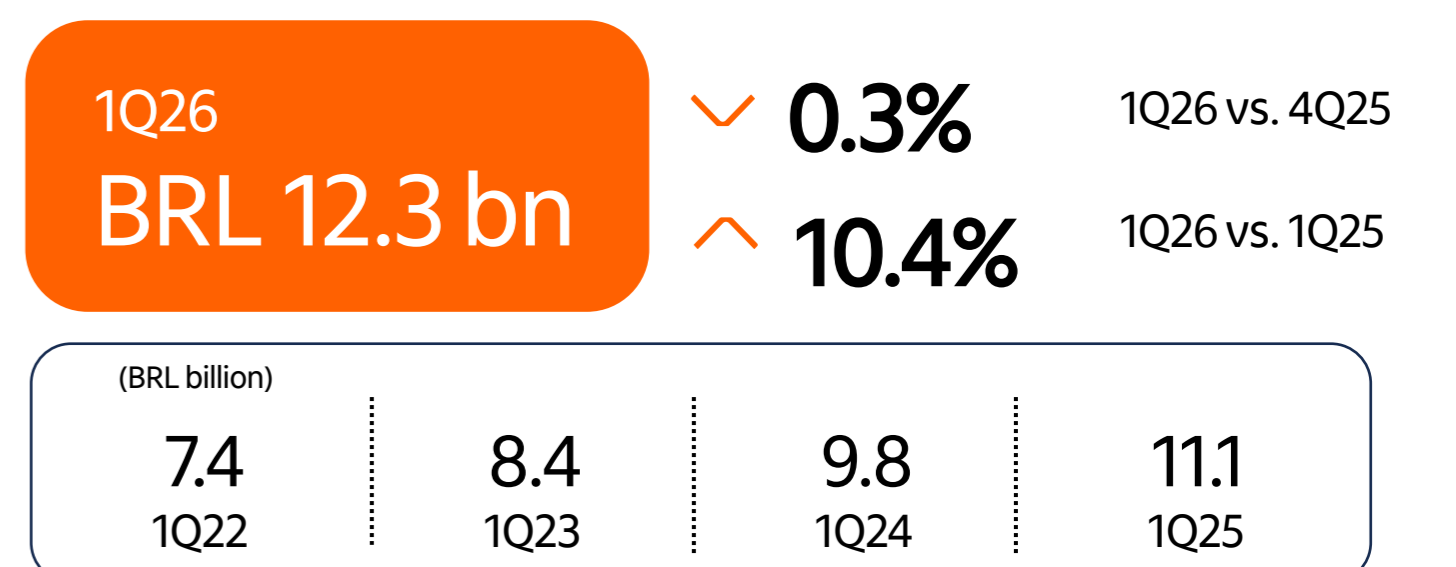 1Q26
BRL 12.3 bn
0.3% 1Q26 vs. 4Q25
10.4% 1Q26 vs. 1Q25
(BRL billion)
7.4 8.4 9.8 11.1
1Q22 1Q23 1Q24 1Q25